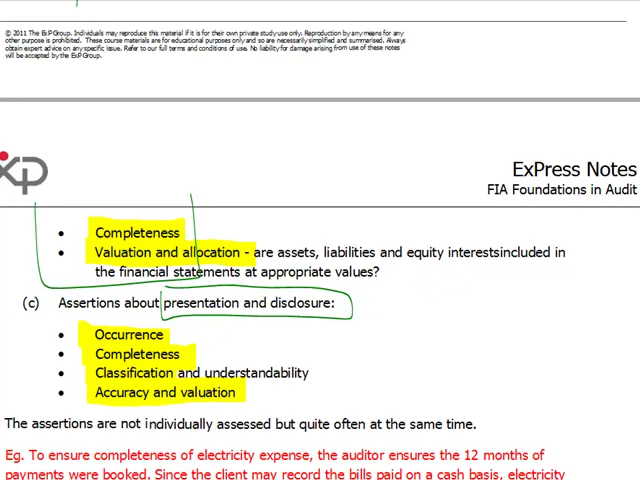 © 2011 The ExP Group. Individuals may reproduce this material if it is for their own private study use only. Reproduction by any means for any
other purpose is prohibited. These course materials are for educational purposes only and so are necessarily simplified and summarised. Always
obtain expert advice on any specific issue. Refer to our full terms and conditions of use. No liability for damage arising from use of these notes
will be accepted by the ExP Group.
xp
ExPress Notes
FIA Foundations in Audit
• Completeness
• Valuation and allocation - are assets, liabilities and equity interestsincluded in
the financial statements at appropriate values?
(c) Assertions about presentation and disclosure:
• Occurrence
• Completeness
• Classification and understandability
• Accuracy and valuation
The assertions are not individually assessed but quite often at the same time.
Eg. To ensure completeness of electricity expense, the auditor ensures the 12 months of
payments were booked. Since the client may record the bills paid on a cash basis, electricity